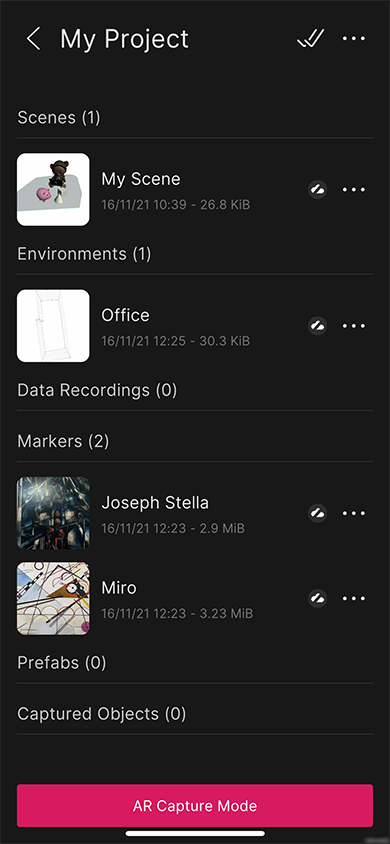 My Project
Scenes (1)
My Scene
16/11/21 10:39 - 26.8 KiB
Environments (1)
Office
16/11/21 12:25 - 30.3 KiB
Data Recordings (0)
Markers (2)
Joseph Stella
16/11/21 12:23 - 2.9 MiB
Miro
16/11/21 12:23 - 3.23 MiB
Prefabs (0)
Captured Objects (0)
AR Capture Mode